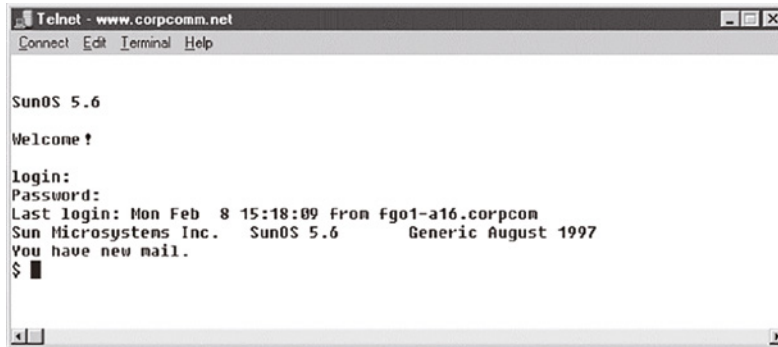 Telnet - www.corpcomm.net
Connect Edit Terminal Help
SunOS 5.6
Welcome!
login:
Password:
Last login: Mon Feb  8 15:18:09 from fgo1-a16.corpcom
Sun Microsystems Inc.   SunOS 5.6       Generic August 1997
You have new mail.
$